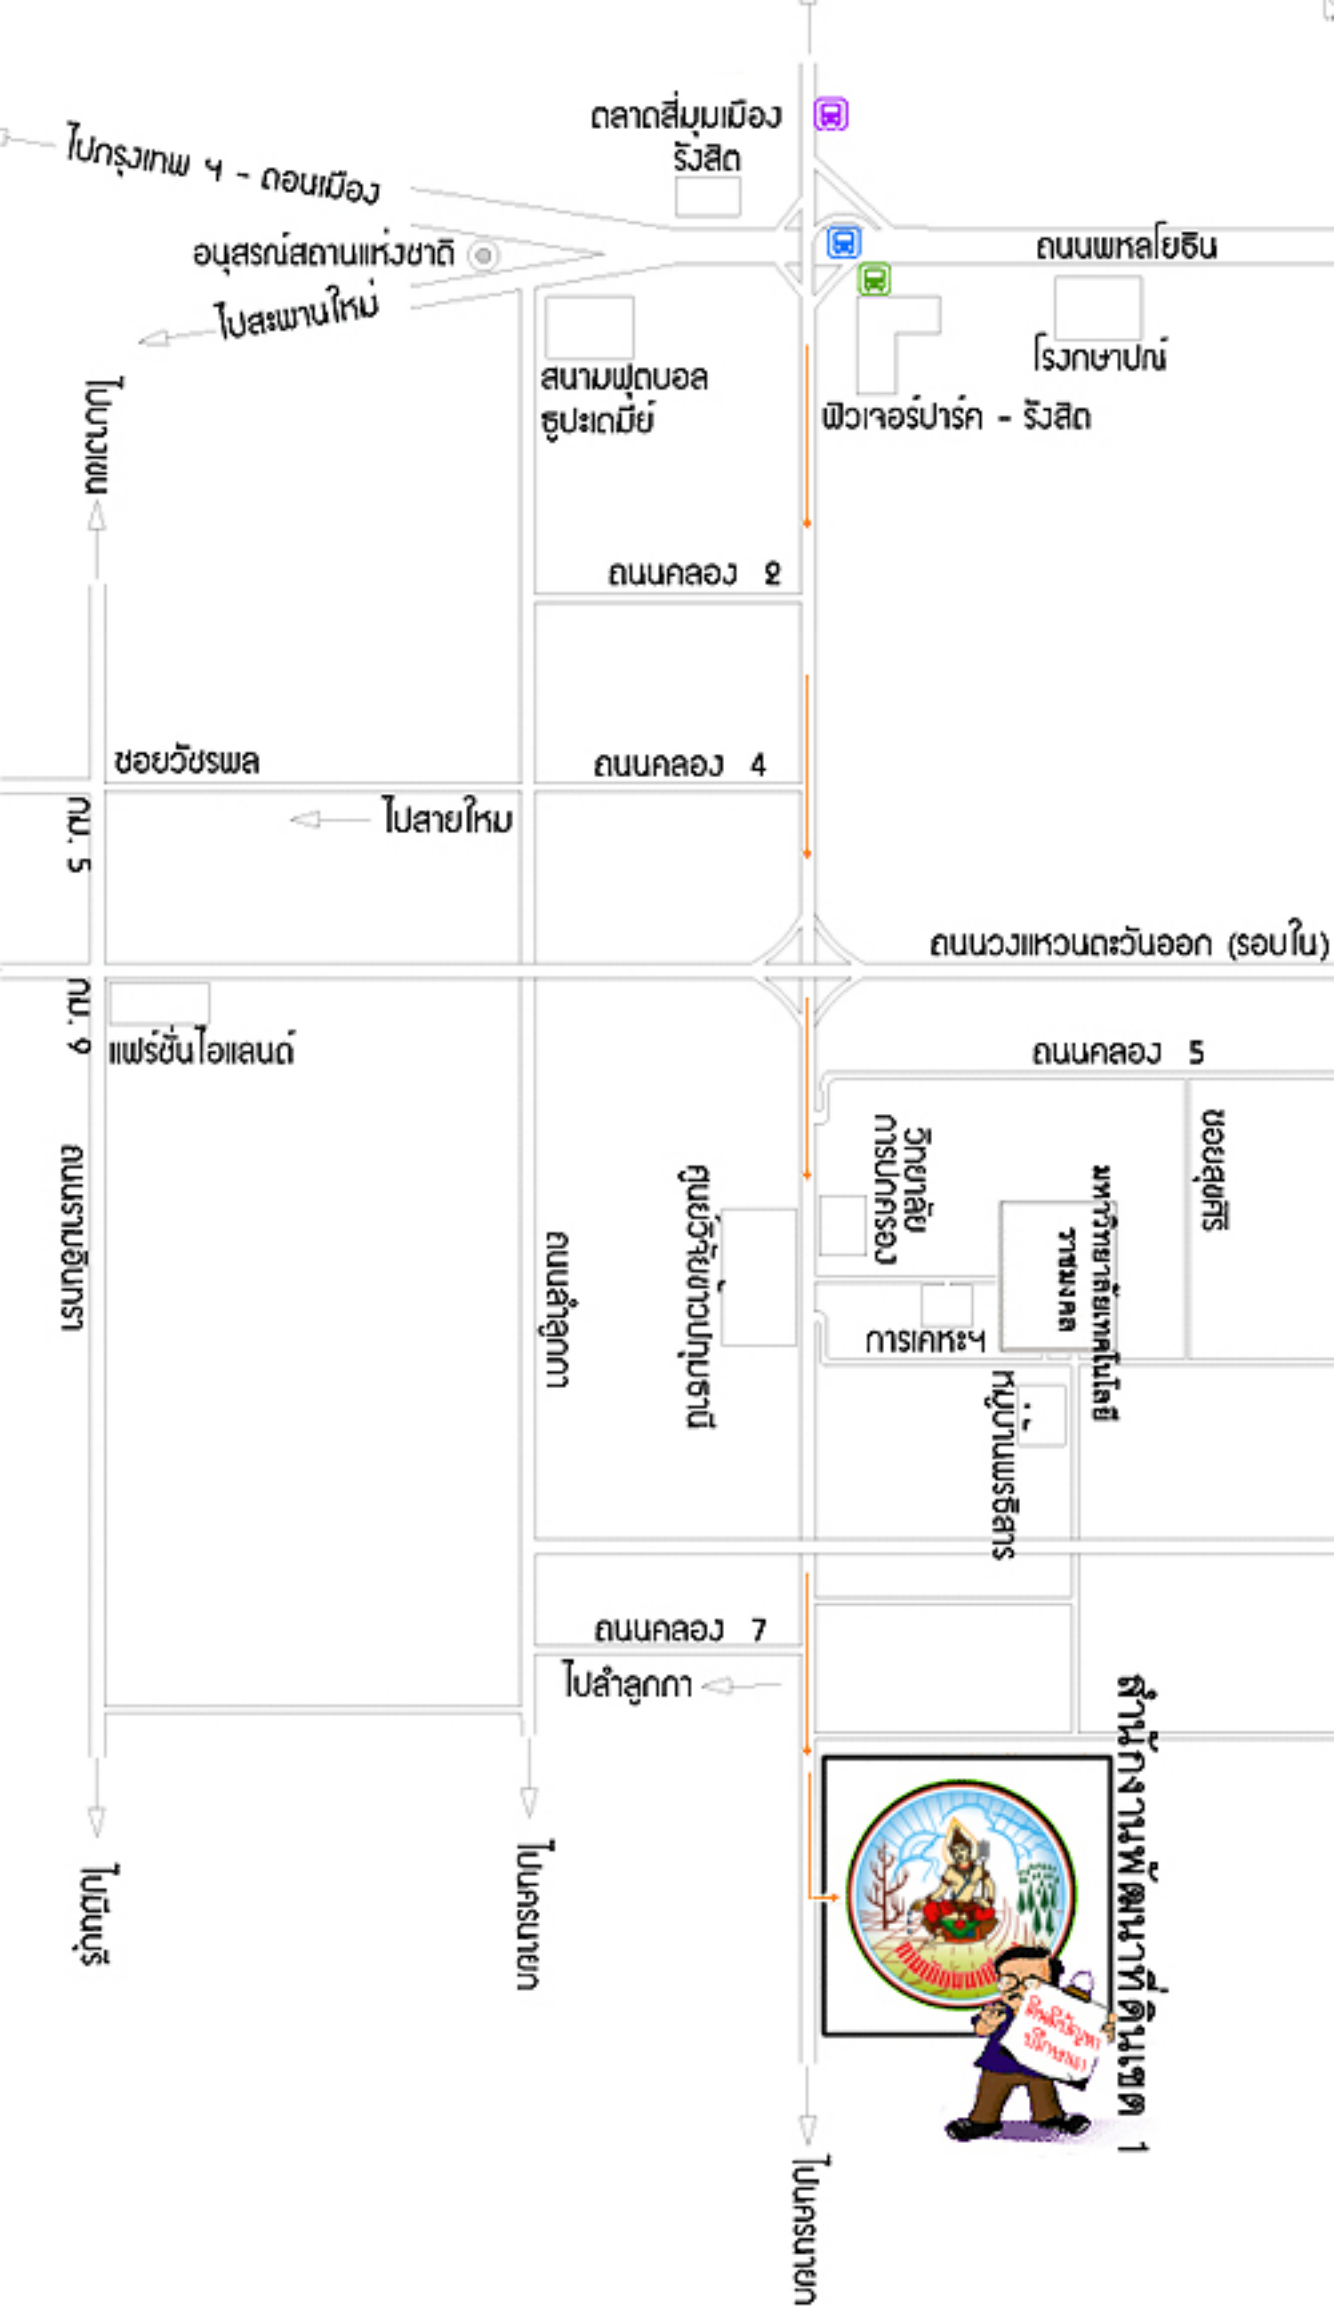 ตลาดสี่มุมเมือง
รังสิต
ไปกรุงเทพ ฯ - ดอนเมือง
อนุสรณ์สถานแห่งชาติ
ไปสะพานใหม่
ถนนพหลโยธิน
สนามฟุตบอล
ธูปะเตมีย์
โรงกษาปณ์
ฟิวเจอร์ปาร์ค - รังสิต
ไปบางเขน
ถนนคลอง 2
ซอยวัชรพล
ถนนคลอง 4
ไปสายใหม
กม. 5
ถนนวงแหวนตะวันออก (รอบใน)
กม. 9
แฟร์ชั่นไอแลนด์
ถนนคลอง 5
ถนนรามอินทรา
ถนนลำลูกกา
ศูนย์วิจัยข้าวปทุมธานี
วิทยาลัย
การปกครอง
มหาวิทยาลัยเทคโนโลยี
ราชมงคล
การเคหะฯ
หมู่บ้านพรธิสาร
ถนนคลอง 7
ไปลำลูกกา
สำนักงานพัฒนาที่ดินเขต 1
กรมพัฒนาที่ดิน
ไปมีนบุรี
ไปนครนายก
ไปนครนายก